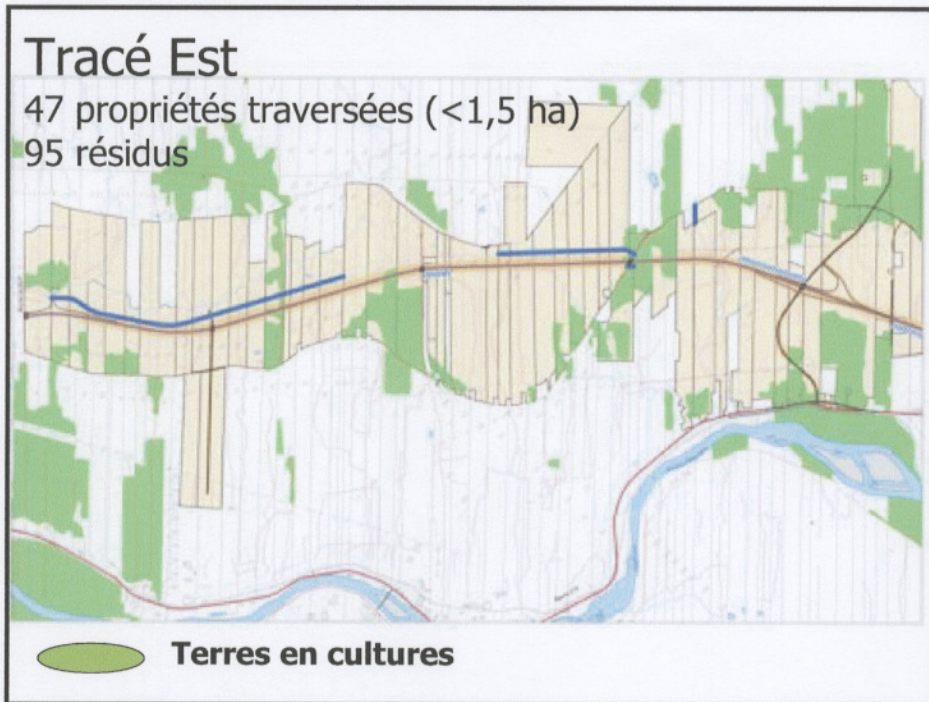 Tracé Est
47 propriétés traversées (<1,5 ha)
95 résidus
Terres en cultures